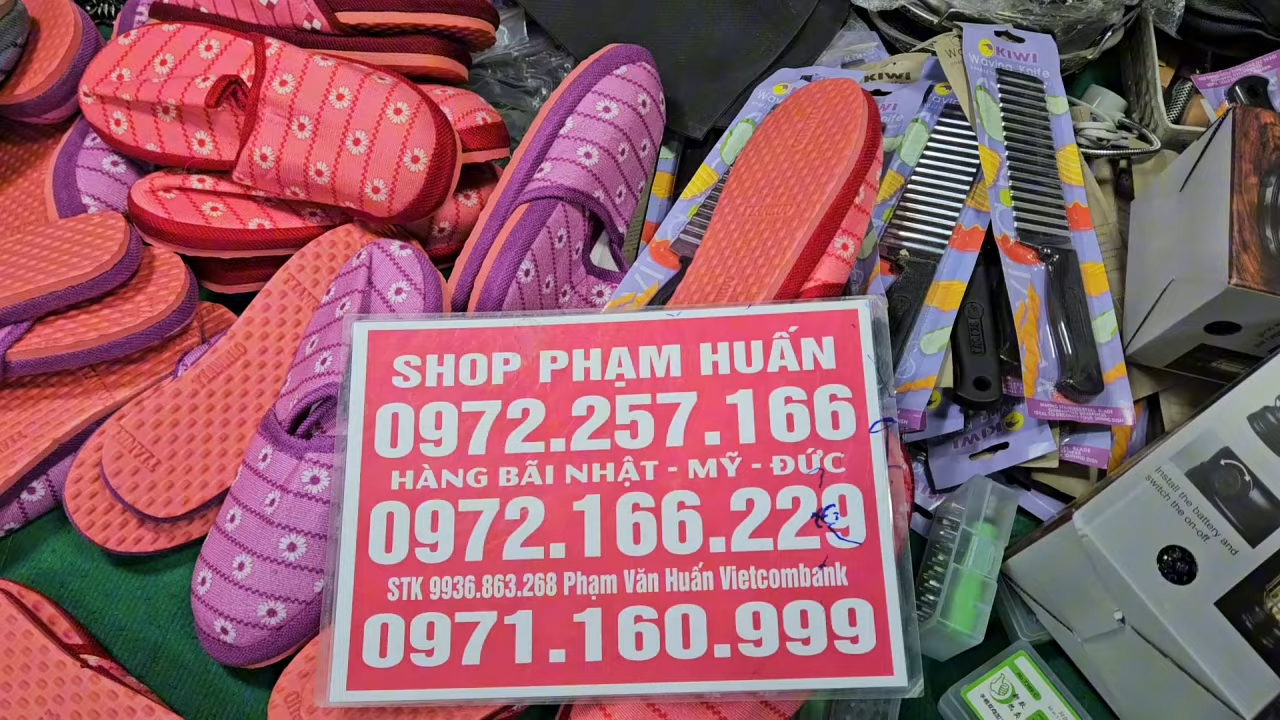 KIWI
Waving Knife
KIWI
SHOP PHẠM HUẤN
0972.257.166
HÀNG BÃI NHẬT - MỸ - ĐỨC
0972.166.229
STK 9936.863.268 Phạm Văn Huấn Vietcombank
0971.160.999
KIWI
Install the battery and
switch the on-off